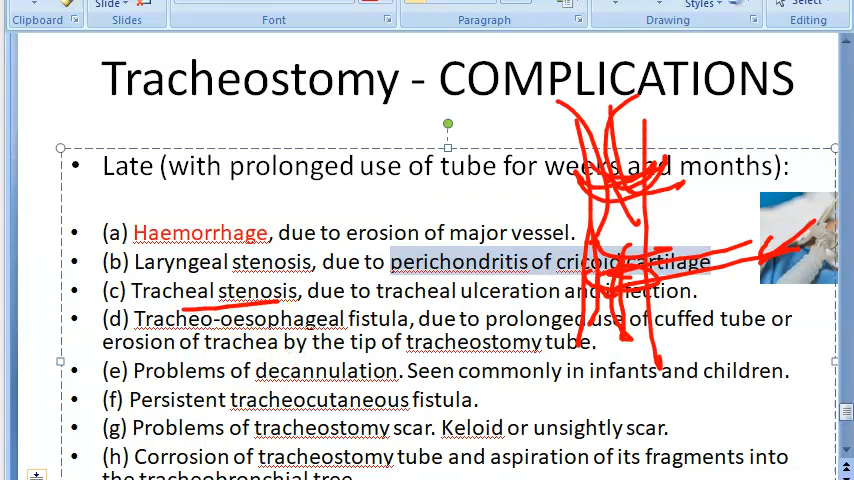 Clipboard
Slide
Slides
Font
Paragraph
Styles
Drawing
Select
Editing
Tracheostomy - COMPLICATIONS
• Late (with prolonged use of tube for weeks and months):
• (a) Haemorrhage, due to erosion of major vessel.
• (b) Laryngeal stenosis, due to perichondritis of cricoid cartilage
• (c) Tracheal stenosis, due to tracheal ulceration and infection.
• (d) Tracheo-oesophageal fistula, due to prolonged use of cuffed tube or
erosion of trachea by the tip of tracheostomy tube.
• (e) Problems of decannulation. Seen commonly in infants and children.
• (f) Persistent tracheocutaneous fistula.
• (g) Problems of tracheostomy scar. Keloid or unsightly scar.
• (h) Corrosion of tracheostomy tube and aspiration of its fragments into
the tracheobronchial tree.